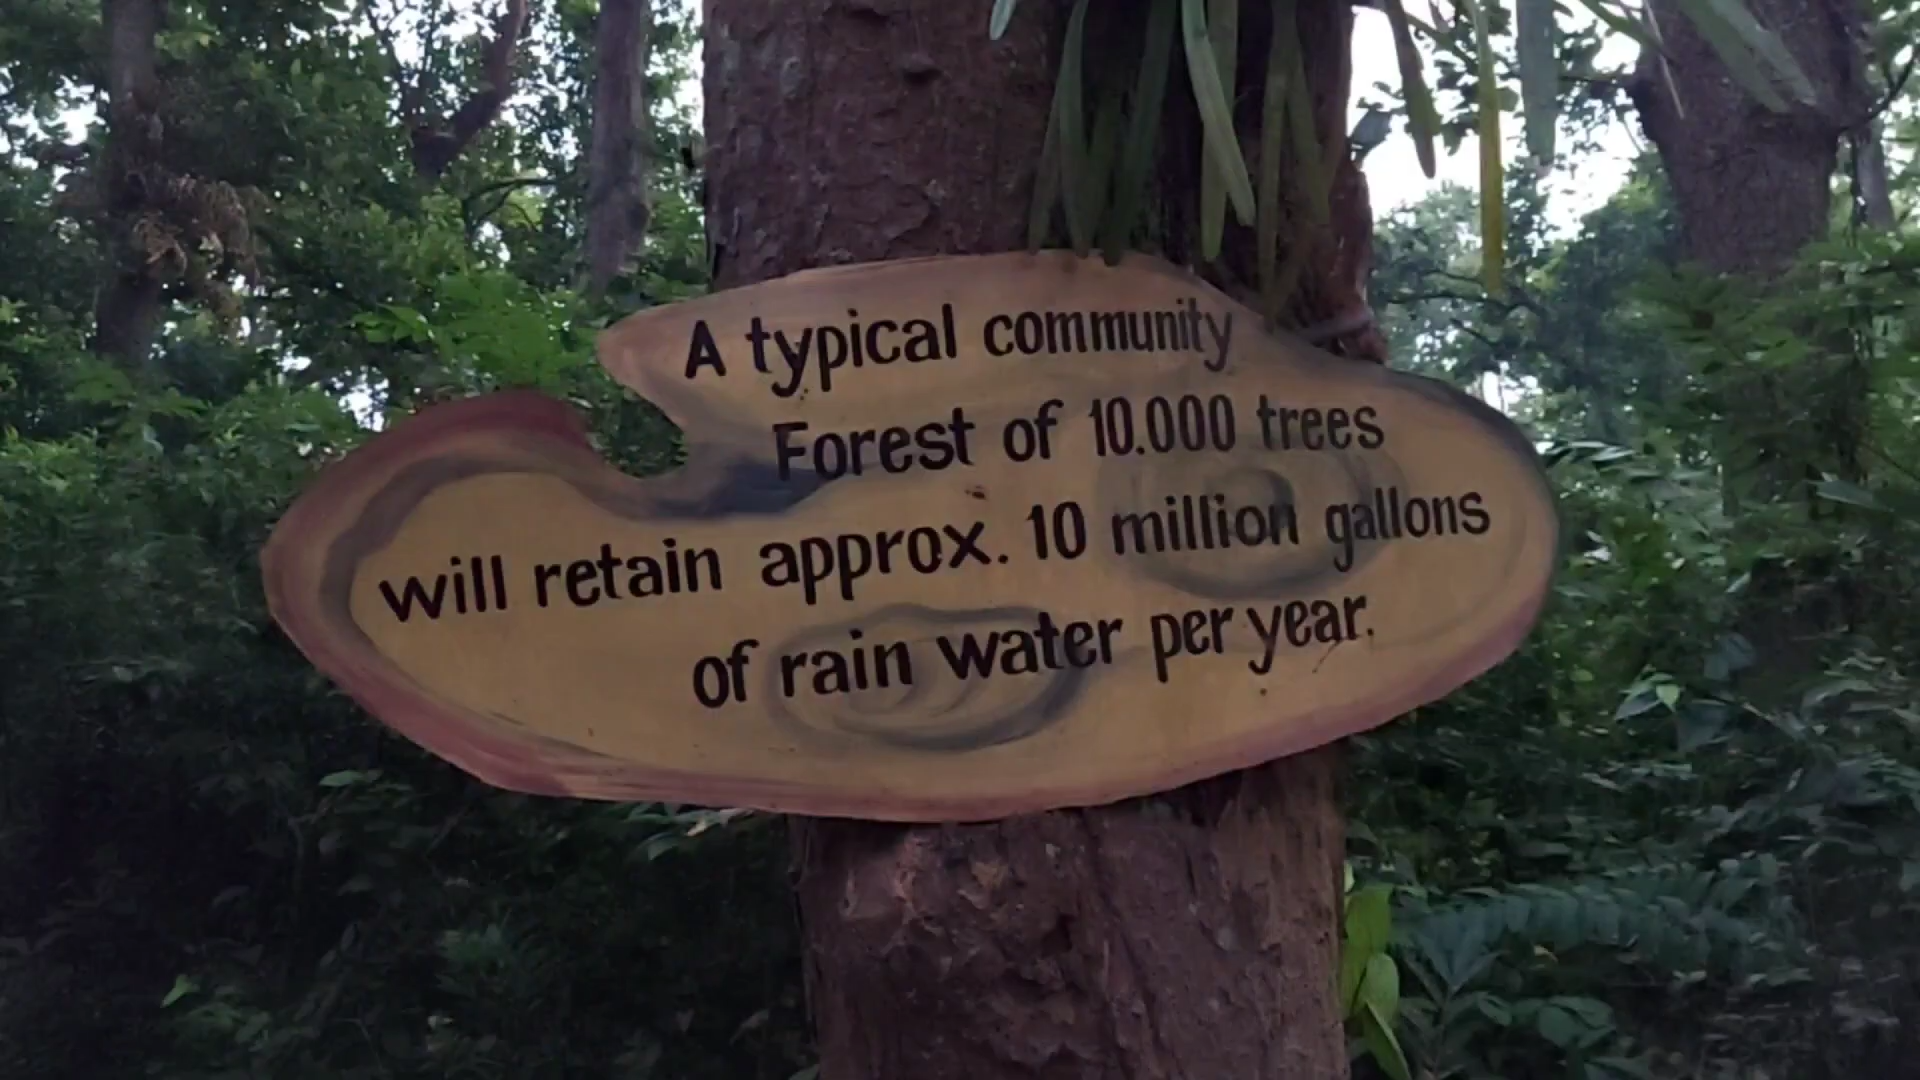 A typical community
Forest of 10.000 trees
will retain approx. 10 million gallons
of rain water per year.